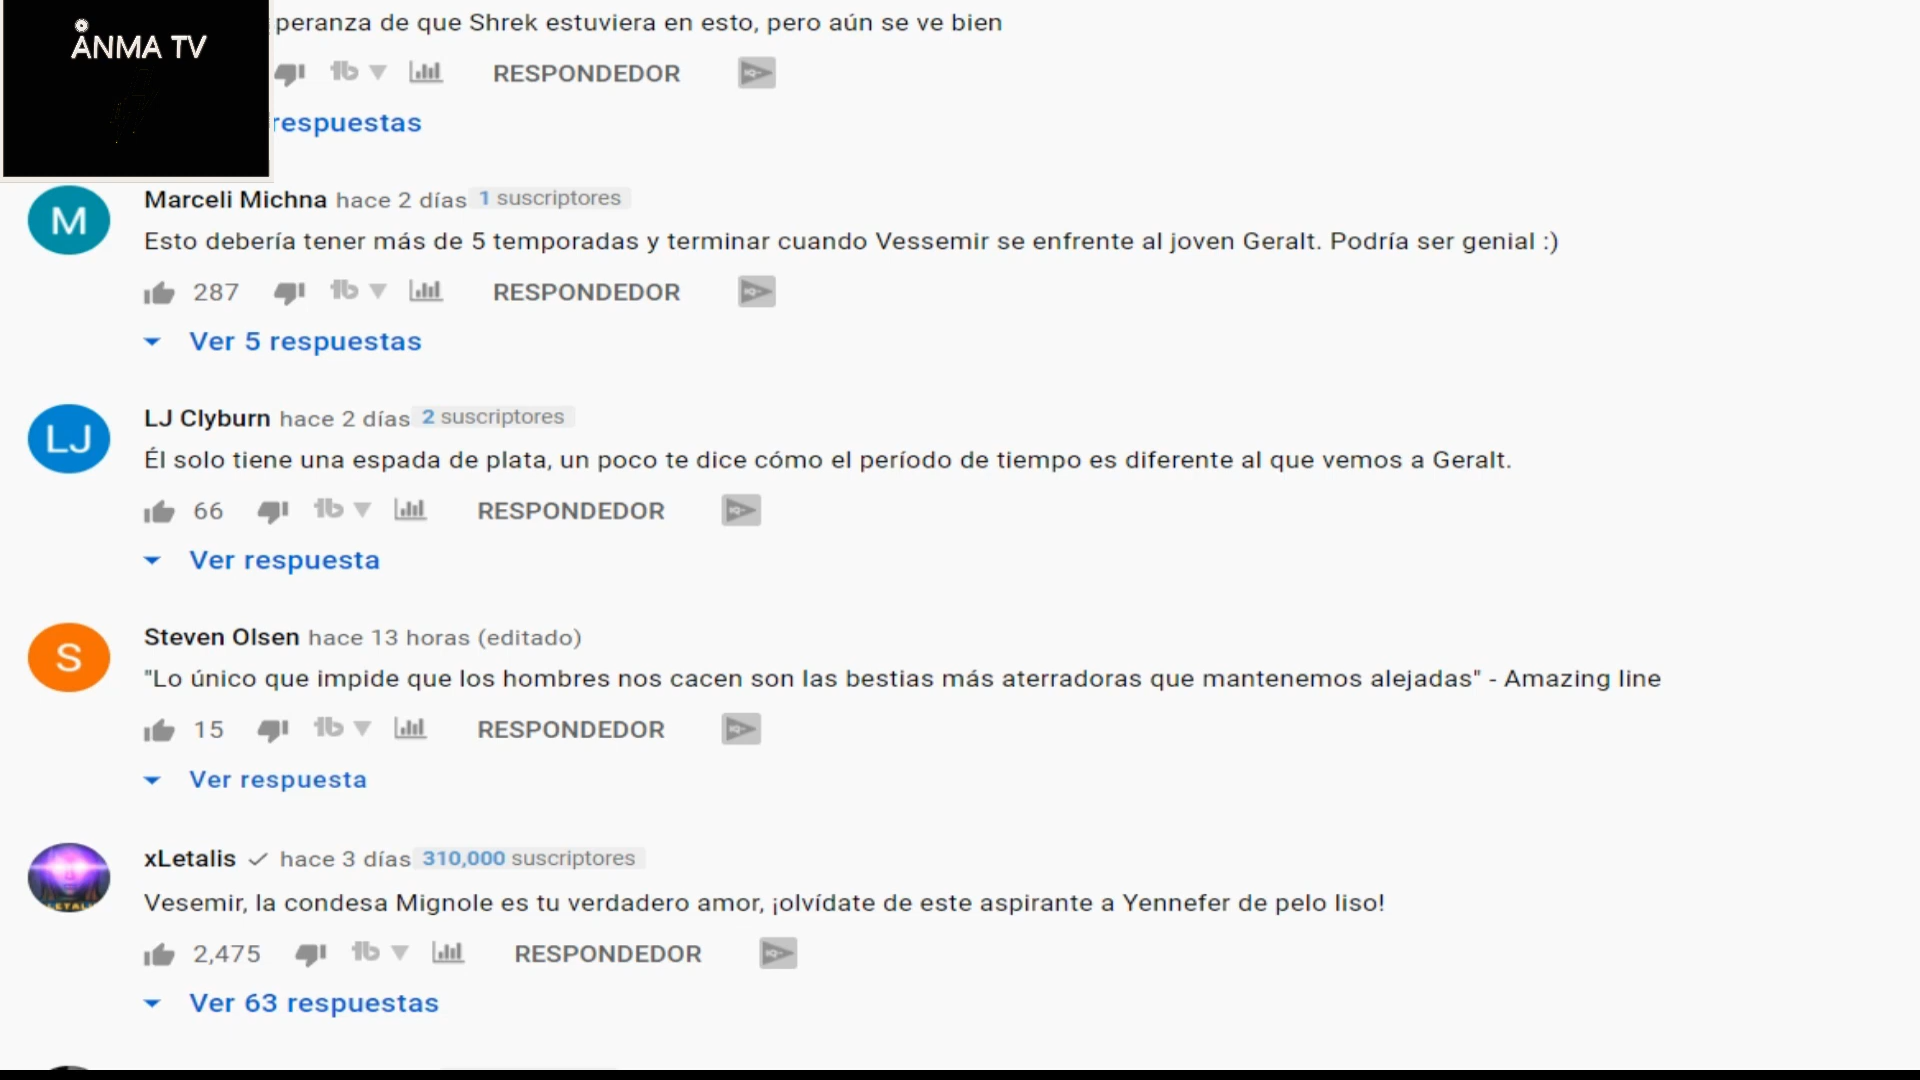 ANMA TV
peranza de que Shrek estuviera en esto, pero aún se ve bien
RESPONDEDOR
respuestas
M
Marceli Michna hace 2 días 1 suscriptores
Esto debería tener más de 5 temporadas y terminar cuando Vessemir se enfrente al joven Geralt. Podría ser genial :)
287 RESPONDEDOR
Ver 5 respuestas
LJ
LJ Clyburn hace 2 días 2 suscriptores
Él solo tiene una espada de plata, un poco te dice cómo el período de tiempo es diferente al que vemos a Geralt.
66 RESPONDEDOR
Ver respuesta
S
Steven Olsen hace 13 horas (editado)
"Lo único que impide que los hombres nos cacen son las bestias más aterradoras que mantenemos alejadas" - Amazing line
15 RESPONDEDOR
Ver respuesta
xLetalis hace 3 días 310,000 suscriptores
Vesemir, la condesa Mignole es tu verdadero amor, ¡olvídate de este aspirante a Yennefer de pelo liso!
2,475 RESPONDEDOR
Ver 63 respuestas